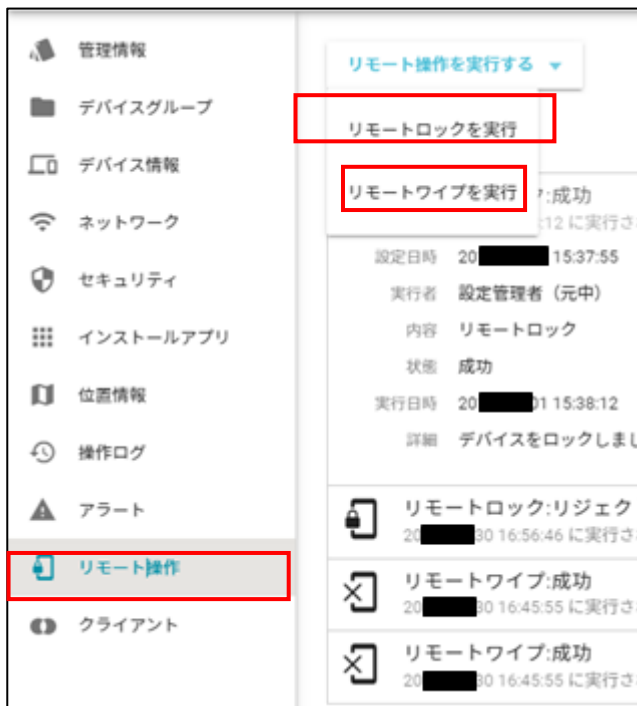 管理情報
デバイスグループ
デバイス情報
ネットワーク
セキュリティ
インストールアプリ
位置情報
操作ログ
アラート
リモート操作
クライアント
リモート操作を実行する
リモートロックを実行
リモートワイプを実行
:成功
:12 に実行さ
設定日時 20 15:37:55
実行者 設定管理者（元中）
内容 リモートロック
状態 成功
実行日時 20 01 15:38:12
詳細 デバイスをロックしまし
リモートロック:リジェク
20 30 16:56:46 に実行さ
リモートワイプ:成功
20 30 16:45:55 に実行さ
リモートワイプ:成功
20 30 16:45:55 に実行さ